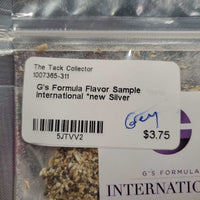 The Tack Collector
1007365-311
G's Formula Flavor Sample
International *new Silver
Grey
$3.75
5JTVV2
G'S FORMULA
INTERNATION